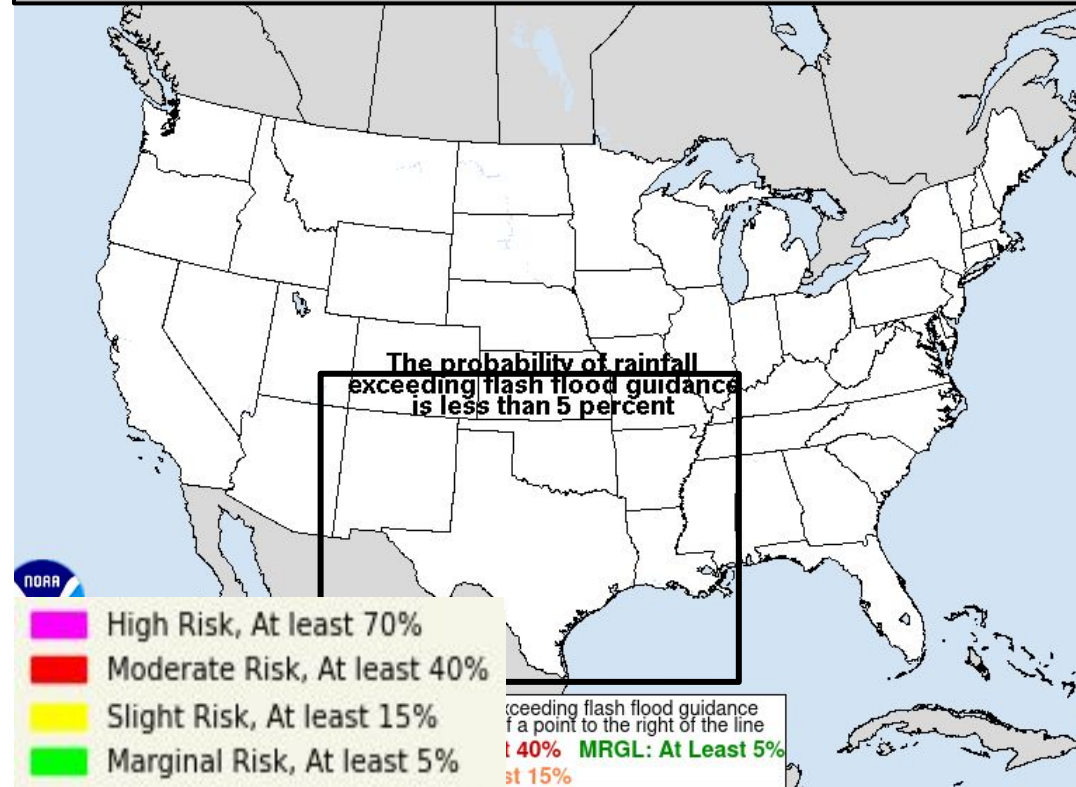 The probability of rainfall
exceeding flash flood guidance
is less than 5 percent
NOAA
High Risk, At least 70%
Moderate Risk, At least 40%
Slight Risk, At least 15%
Marginal Risk, At least 5%
exceeding flash flood guidance
f a point to the right of the line
t 40% MRGL: At Least 5%
st 15%